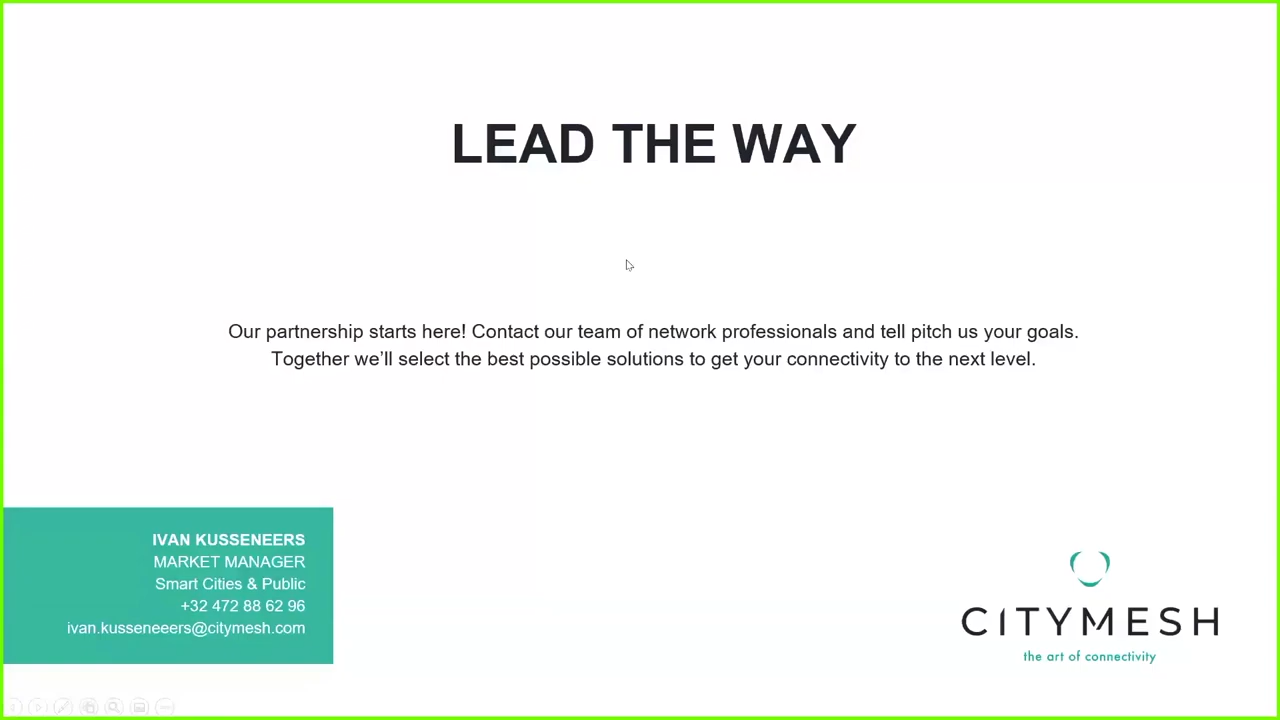 LEAD THE WAY
Our partnership starts here! Contact our team of network professionals and tell pitch us your goals.
Together we’ll select the best possible solutions to get your connectivity to the next level.
IVAN KUSSENEERS
MARKET MANAGER
Smart Cities & Public
+32 472 88 62 96
ivan.kusseneeers@citymesh.com
CITYMESH
the art of connectivity